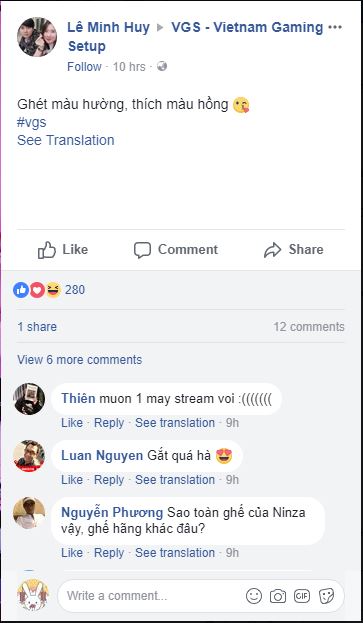 Lê Minh Huy ▸ VGS - Vietnam Gaming ···
Setup
Follow · 10 hrs ·
Ghét màu hường, thích màu hồng 😘
#vgs
See Translation
Like Comment Share
280
1 share 12 comments
View 6 more comments
Thiên muon 1 may stream voi :(((((((
Like · Reply · See translation · 9h
Luan Nguyen Gắt quá hà 😍
Like · Reply · See translation · 9h
Nguyễn Phương Sao toàn ghế của Ninza
vậy, ghế hãng khác đâu?
Like · Reply · See translation · 9h
Write a comment...
GIF